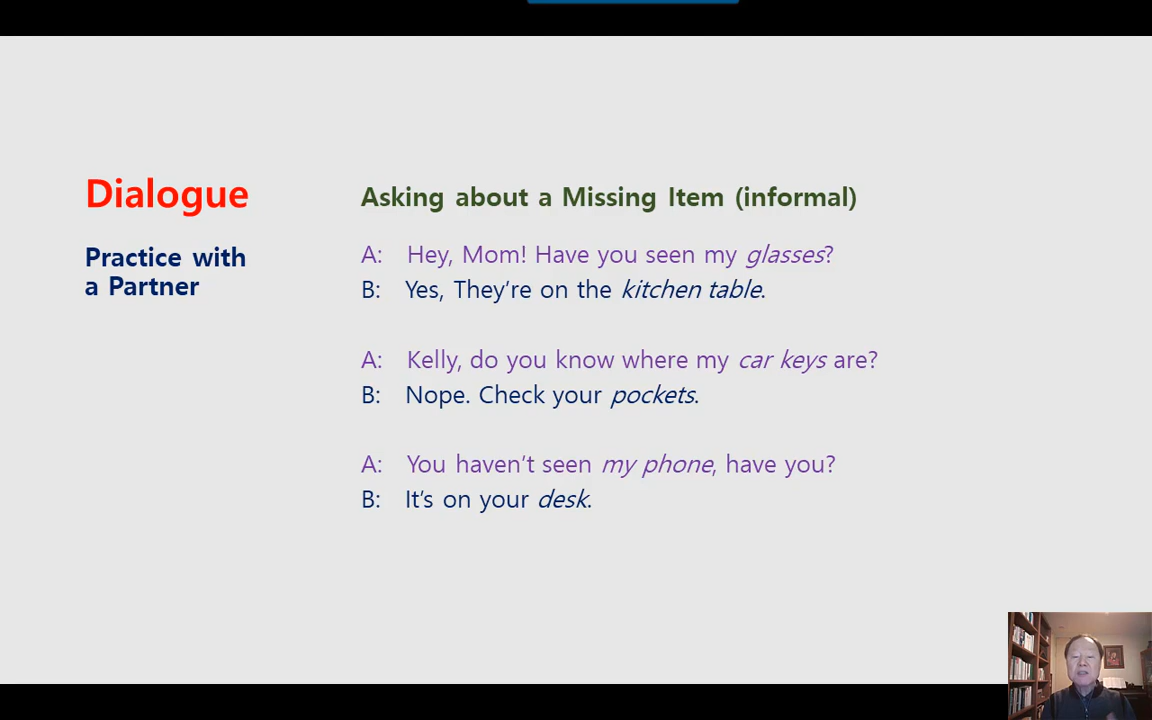 Dialogue
Practice with
a Partner
Asking about a Missing Item (informal)
A: Hey, Mom! Have you seen my glasses?
B: Yes, They’re on the kitchen table.
A: Kelly, do you know where my car keys are?
B: Nope. Check your pockets.
A: You haven’t seen my phone, have you?
B: It’s on your desk.